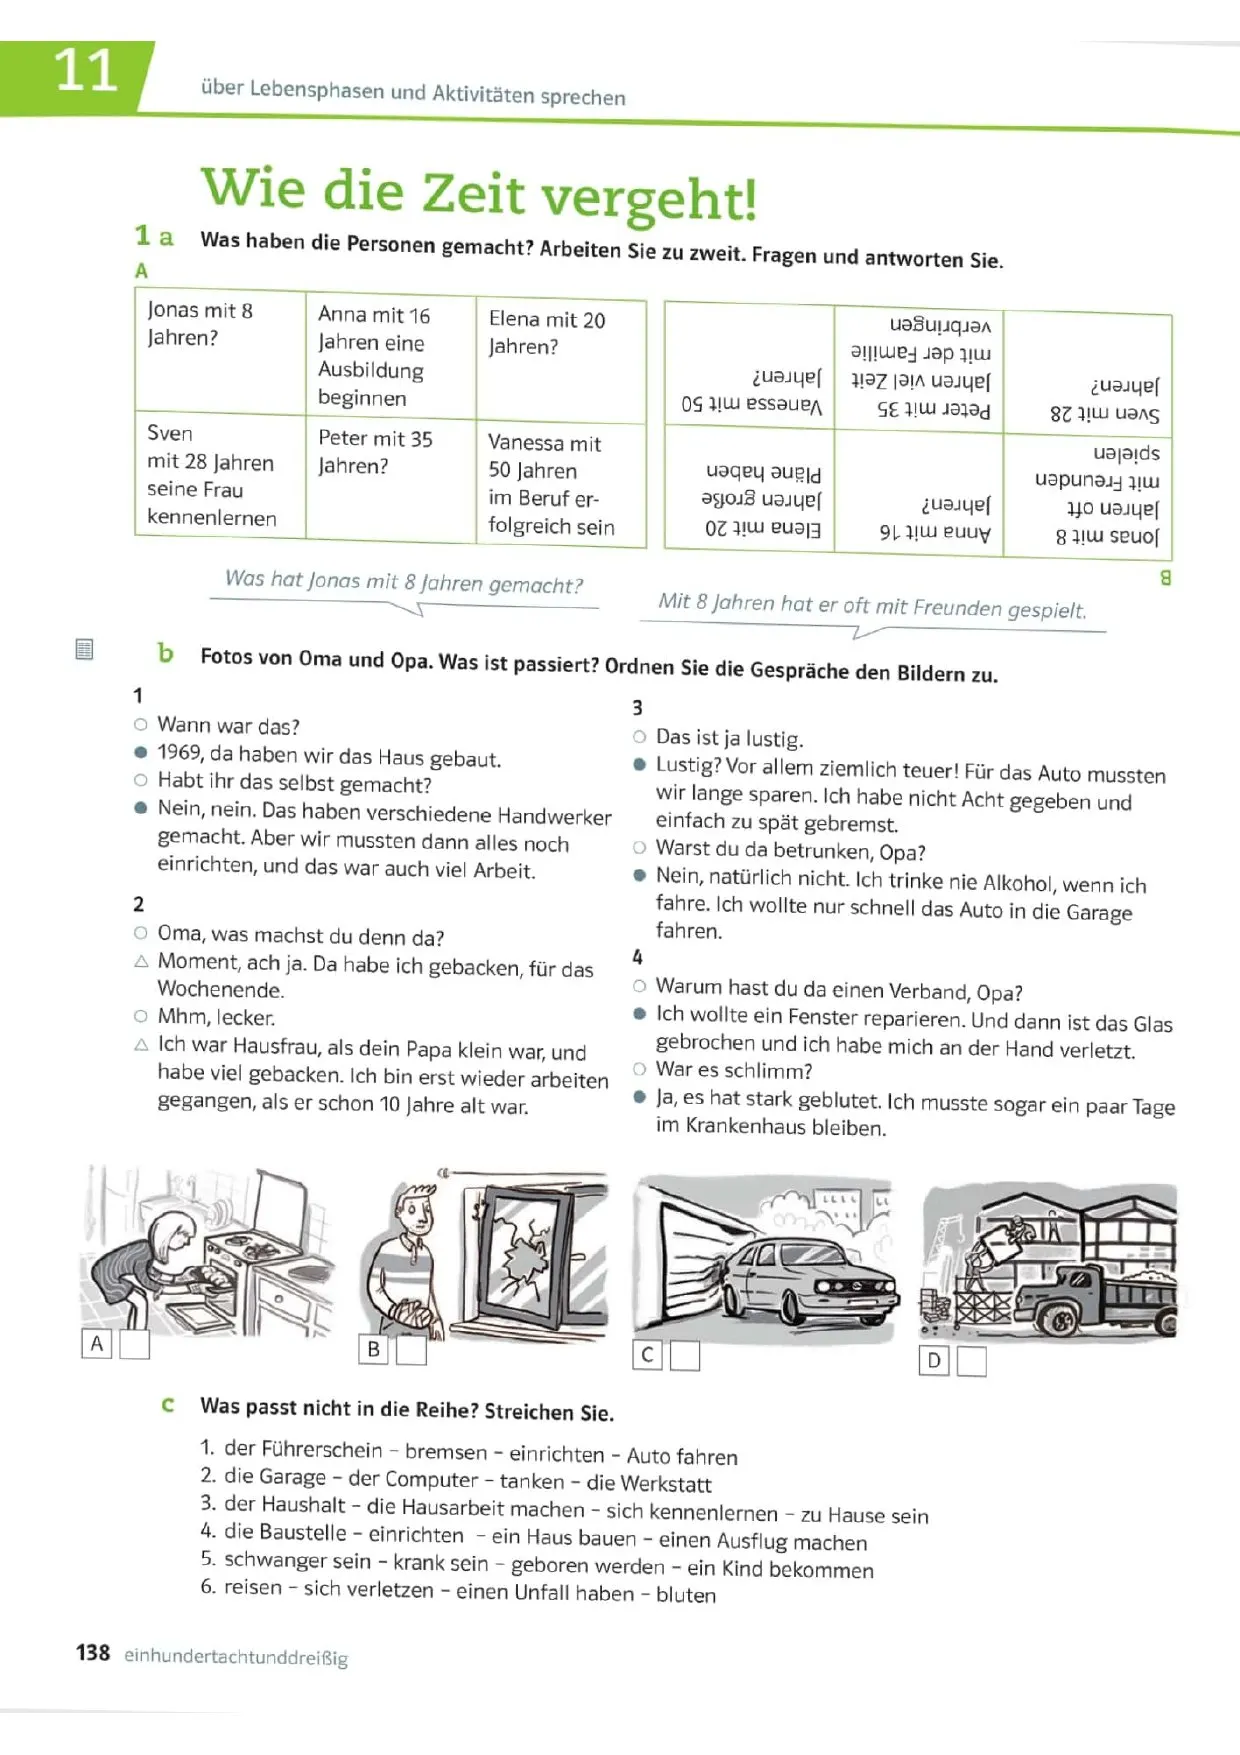 11
über Lebensphasen und Aktivitäten sprechen
Wie die Zeit vergeht!
1 a Was haben die Personen gemacht? Arbeiten Sie zu zweit. Fragen und antworten Sie.
A
Jonas mit 8
Jahren?
Anna mit 16
Jahren eine
Ausbildung
beginnen
Elena mit 20
Jahren?
Sven
mit 28 Jahren
seine Frau
kennenlernen
Peter mit 35
Jahren?
Vanessa mit
50 Jahren
im Beruf er-
folgreich sein
B
Jonas mit 8
Jahren oft
mit Freunden
spielen
Anna mit 16
Jahren?
Elena mit 20
Jahren große
Pläne haben
Sven mit 28
Jahren?
Peter mit 35
Jahren viel Zeit
mit der Familie
verbringen
Vanessa mit 50
Jahren?
Was hat Jonas mit 8 Jahren gemacht?
Mit 8 Jahren hat er oft mit Freunden gespielt.
b Fotos von Oma und Opa. Was ist passiert? Ordnen Sie die Gespräche den Bildern zu.
1
○ Wann war das?
● 1969, da haben wir das Haus gebaut.
○ Habt ihr das selbst gemacht?
● Nein, nein. Das haben verschiedene Handwerker
gemacht. Aber wir mussten dann alles noch
einrichten, und das war auch viel Arbeit.
2
○ Oma, was machst du denn da?
△ Moment, ach ja. Da habe ich gebacken, für das
Wochenende.
○ Mhm, lecker.
△ Ich war Hausfrau, als dein Papa klein war, und
habe viel gebacken. Ich bin erst wieder arbeiten
gegangen, als er schon 10 Jahre alt war.
3
○ Das ist ja lustig.
● Lustig? Vor allem ziemlich teuer! Für das Auto mussten
wir lange sparen. Ich habe nicht Acht gegeben und
einfach zu spät gebremst.
○ Warst du da betrunken, Opa?
● Nein, natürlich nicht. Ich trinke nie Alkohol, wenn ich
fahre. Ich wollte nur schnell das Auto in die Garage
fahren.
4
○ Warum hast du da einen Verband, Opa?
● Ich wollte ein Fenster reparieren. Und dann ist das Glas
gebrochen und ich habe mich an der Hand verletzt.
○ War es schlimm?
● Ja, es hat stark geblutet. Ich musste sogar ein paar Tage
im Krankenhaus bleiben.
A
B
C
D
c Was passt nicht in die Reihe? Streichen Sie.
1. der Führerschein – bremsen – einrichten – Auto fahren
2. die Garage – der Computer – tanken – die Werkstatt
3. der Haushalt – die Hausarbeit machen – sich kennenlernen – zu Hause sein
4. die Baustelle – einrichten – ein Haus bauen – einen Ausflug machen
5. schwanger sein – krank sein – geboren werden – ein Kind bekommen
6. reisen – sich verletzen – einen Unfall haben – bluten
138 einhundertachtunddreißig